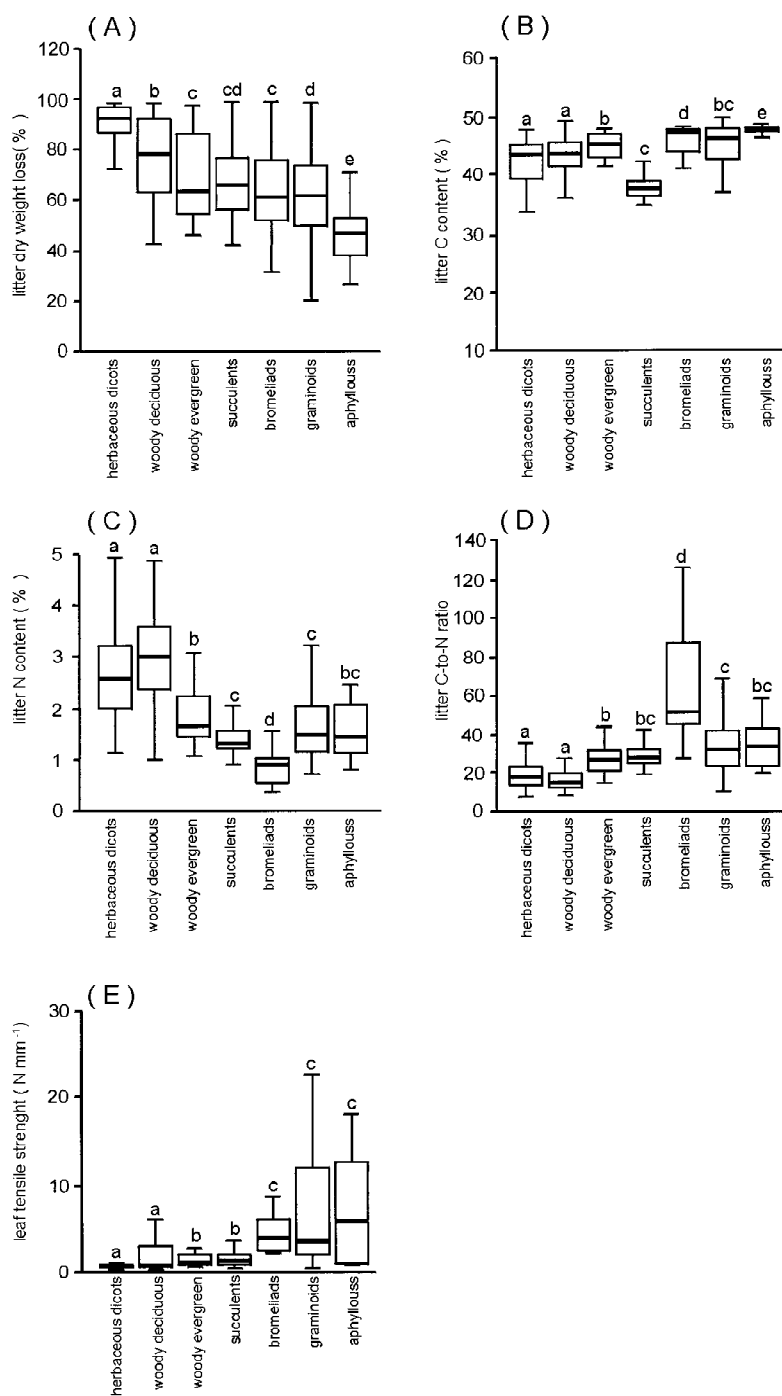 ( A )
120
100
80
60
40
20
0
litter dry weight loss( % )
a b c cd c d e
herbaceous dicots
woody deciduous
woody evergreen
succulents
bromeliads
graminoids
aphyllouss
( B )
60
50
40
30
20
10
litter C content ( % )
a a b c d bc e
herbaceous dicots
woody deciduous
woody evergreen
succulents
bromeliads
graminoids
aphyllouss
( C )
5
4
3
2
1
0
litter N content ( % )
a a b c d c bc
herbaceous dicots
woody deciduous
woody evergreen
succulents
bromeliads
graminoids
aphyllouss
( D )
140
120
100
80
60
40
20
0
litter C-to-N ratio
a a b bc d c bc
herbaceous dicots
woody deciduous
woody evergreen
succulents
bromeliads
graminoids
aphyllouss
( E )
30
20
10
0
leaf tensile strenght ( N mm⁻¹ )
a a b b c c c
herbaceous dicots
woody deciduous
woody evergreen
succulents
bromeliads
graminoids
aphyllouss